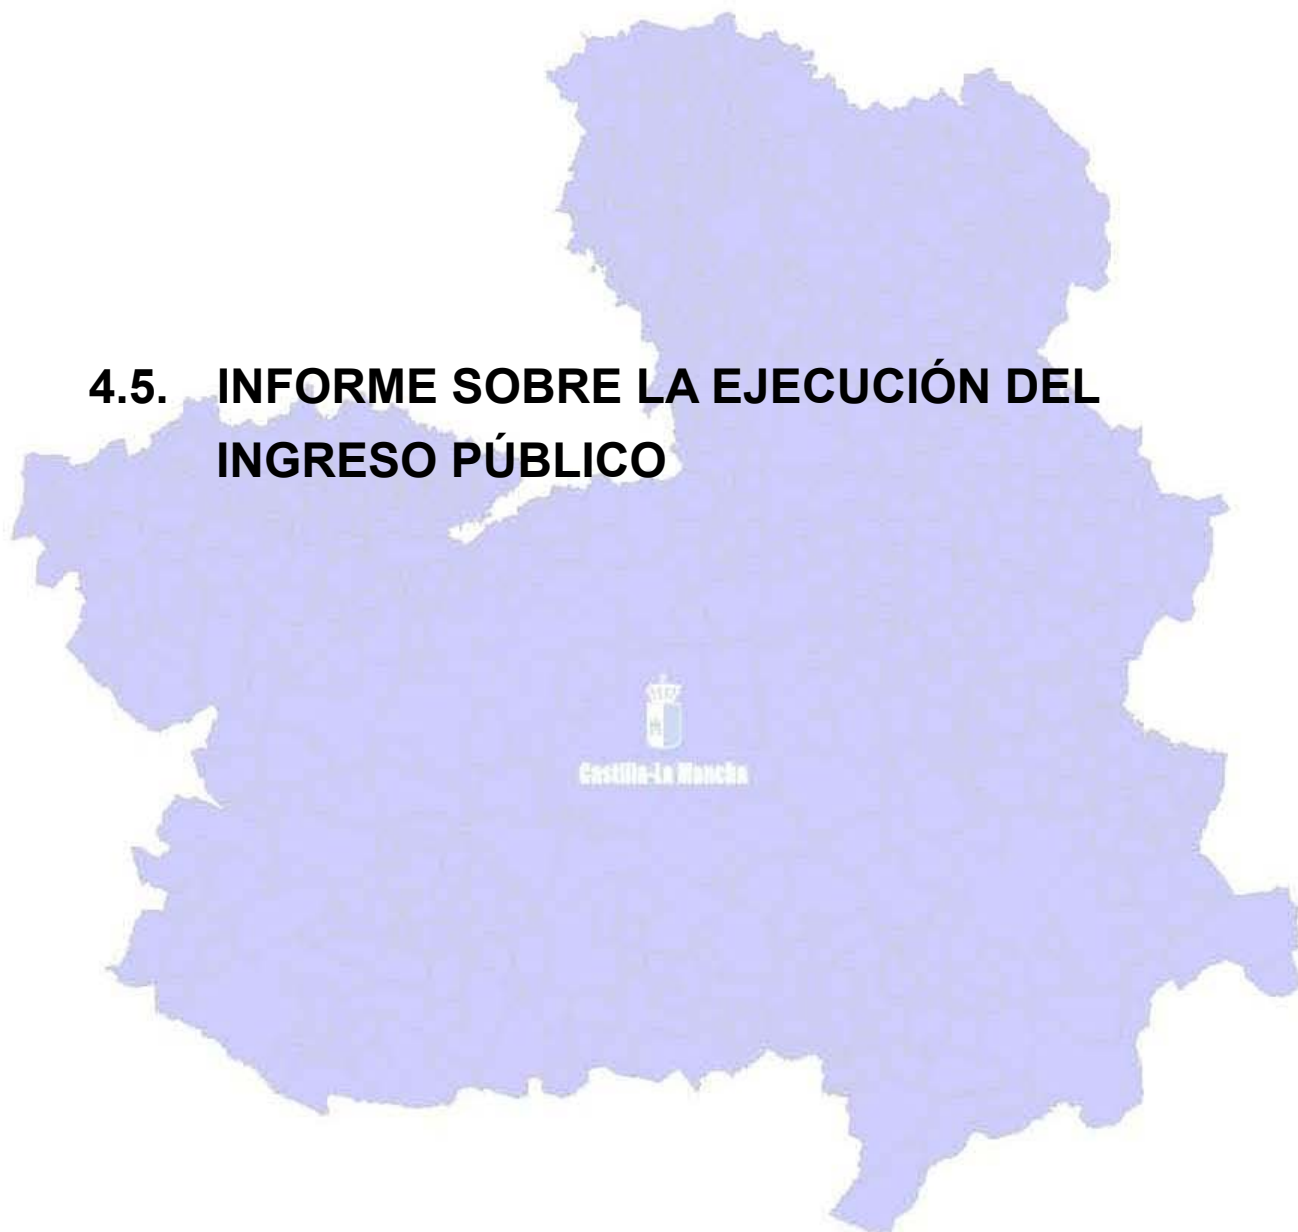 4.5. INFORME SOBRE LA EJECUCIÓN DEL
INGRESO PÚBLICO
Castilla-La Mancha